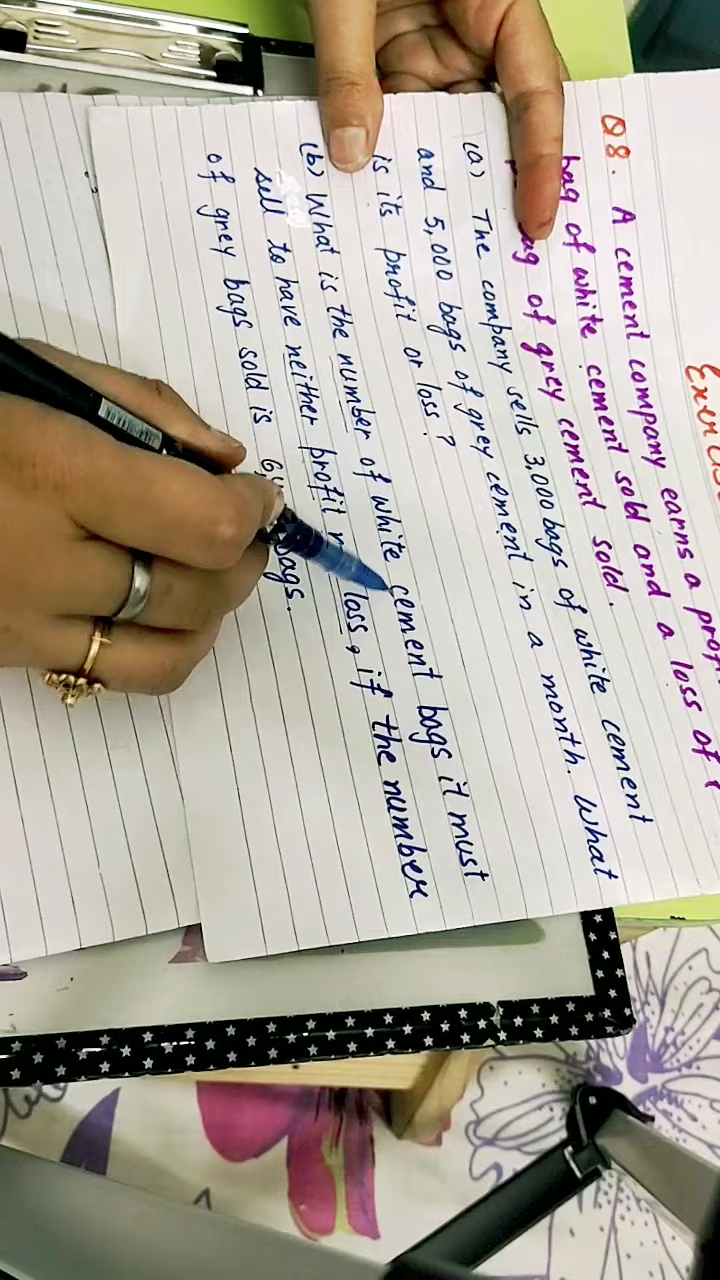 Q8. A cement company earns a
bag of white cement sold and a loss of
of grey cement sold.
(a) The company sells 3,000 bags of white cement
and 5,000 bags of grey cement in a month. What
is its profit or loss?
(b) What is the number of white cement bags it must
sell to have neither profit loss, if the number
of grey bags sold is bags.